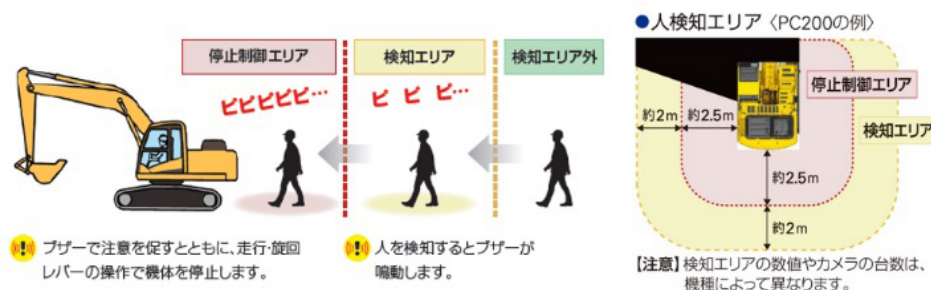 停止制御エリア
検知エリア
検知エリア外
ピピピピピ…
ピ ピ ピ…
ブザーで注意を促すとともに、走行・旋回
レバーの操作で機体を停止します。
人を検知するとブザーが
鳴動します。
●人検知エリア〈PC200の例〉
停止制御エリア
検知エリア
約2m
約2.5m
約2.5m
約2m
【注意】検知エリアの数値やカメラの台数は、
機種によって異なります。